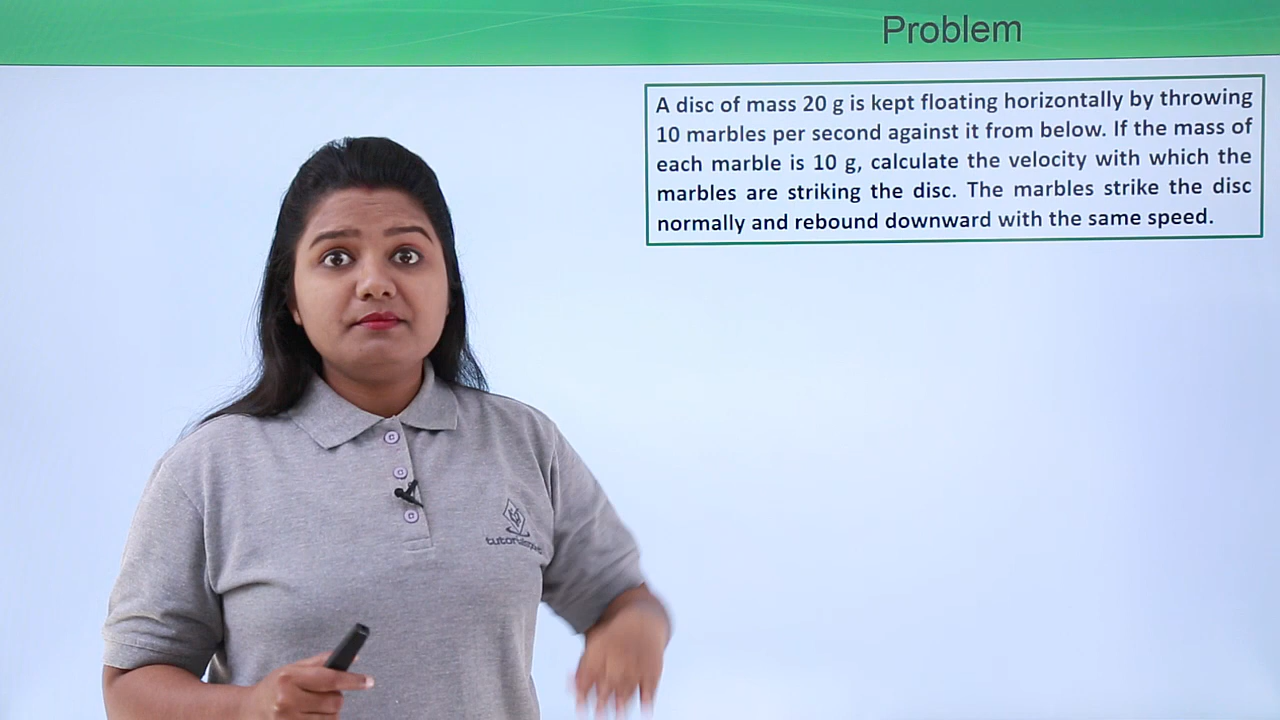 Problem
A disc of mass 20 g is kept floating horizontally by throwing
10 marbles per second against it from below. If the mass of
each marble is 10 g, calculate the velocity with which the
marbles are striking the disc. The marbles strike the disc
normally and rebound downward with the same speed.